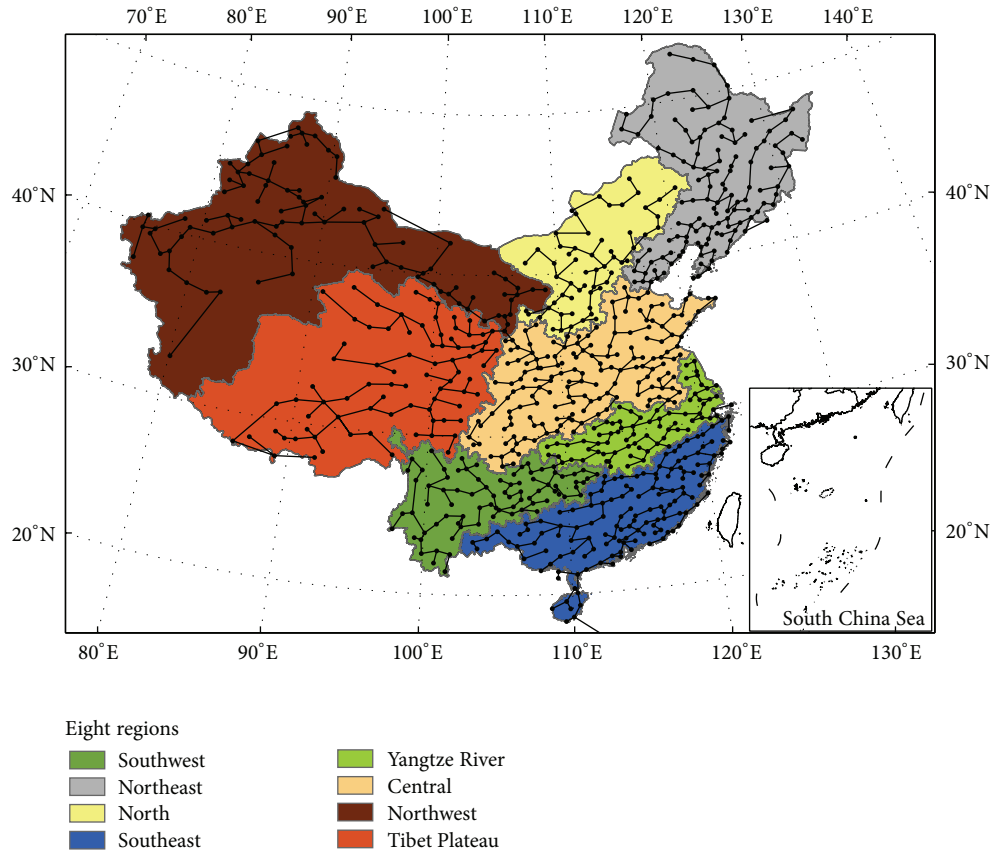 70°E 80°E 90°E 100°E 110°E 120°E 130°E 140°E
40°N 40°N
30°N 30°N
20°N 20°N
South China Sea
80°E 90°E 100°E 110°E 120°E 130°E
Eight regions
Southwest
Northeast
North
Southeast
Yangtze River
Central
Northwest
Tibet Plateau